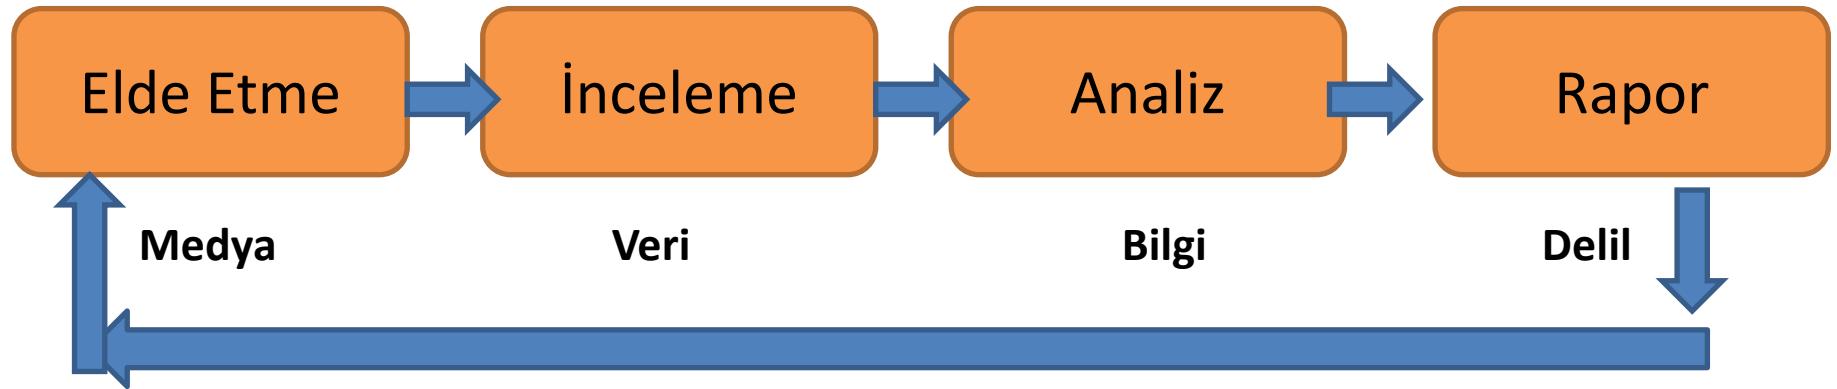 Elde Etme
İnceleme
Analiz
Rapor
Medya
Veri
Bilgi
Delil